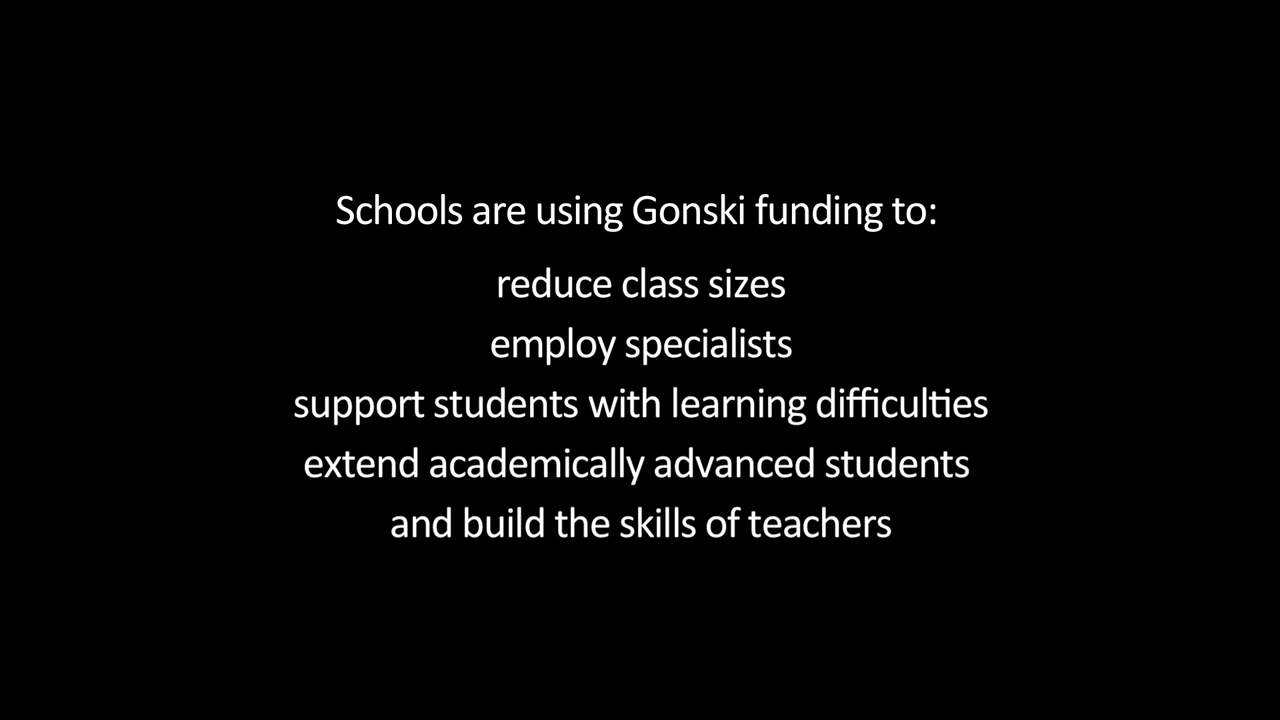 Schools are using Gonski funding to:
reduce class sizes
employ specialists
support students with learning difficulties
extend academically advanced students
and build the skills of teachers